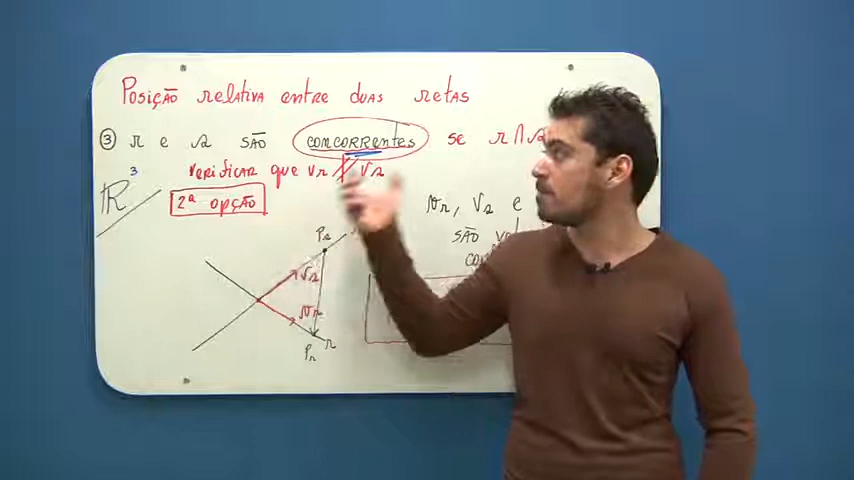 Posição relativa entre duas retas
③ r e s são concorrentes se r ∩ s
ℝ³ verificar que vr ∦ vs
2ª opção
vr, vs e
são
Ps
vs
vr
Pr r